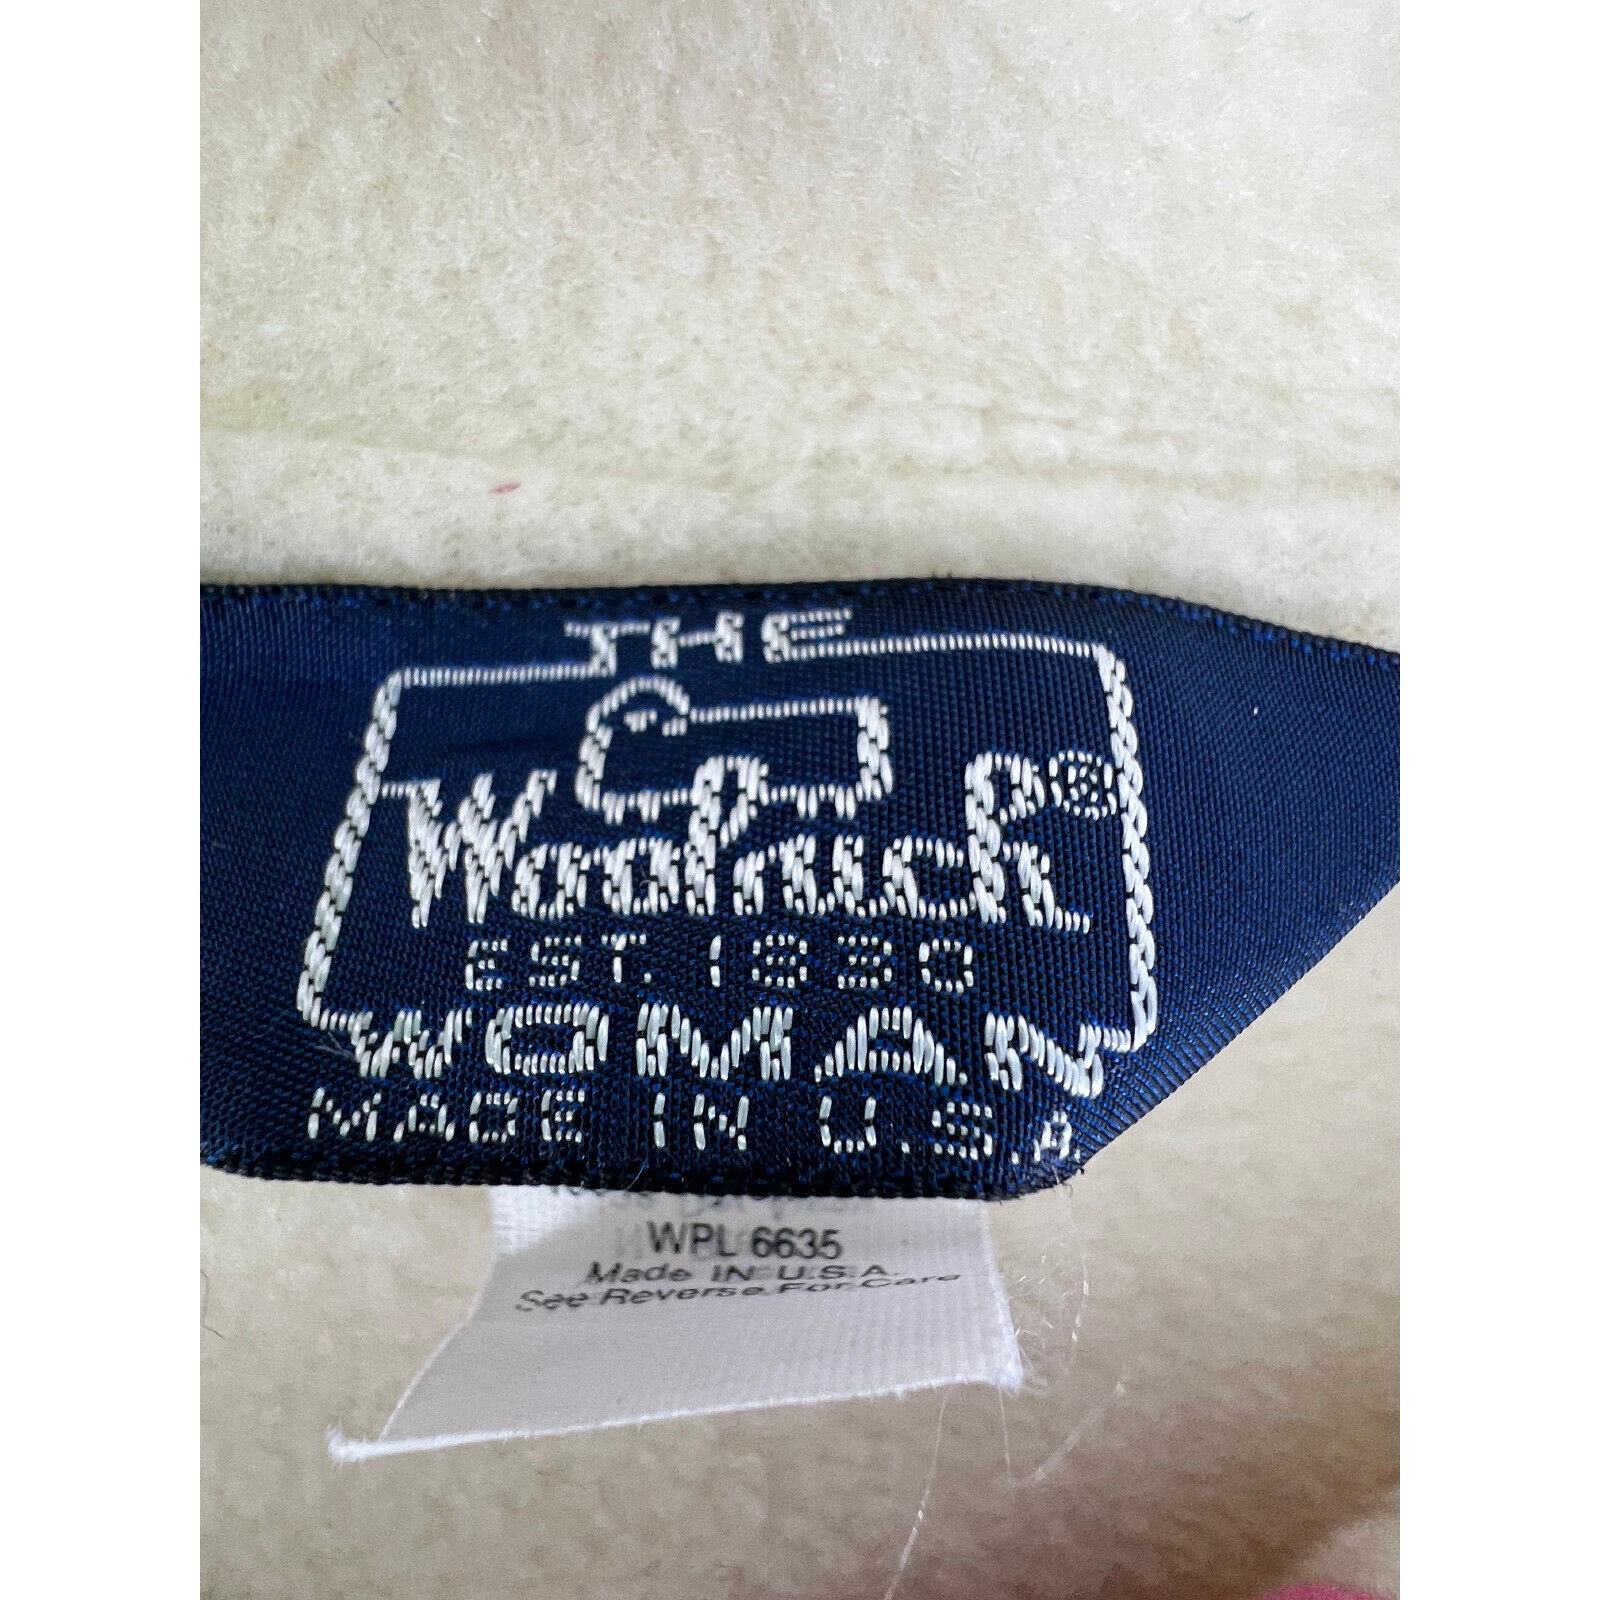 THE
Woolrich®
EST. 1830
WOMAN
MADE IN U.S.A.
WPL 6635
Made IN U.S.A.
See Reverse For Care